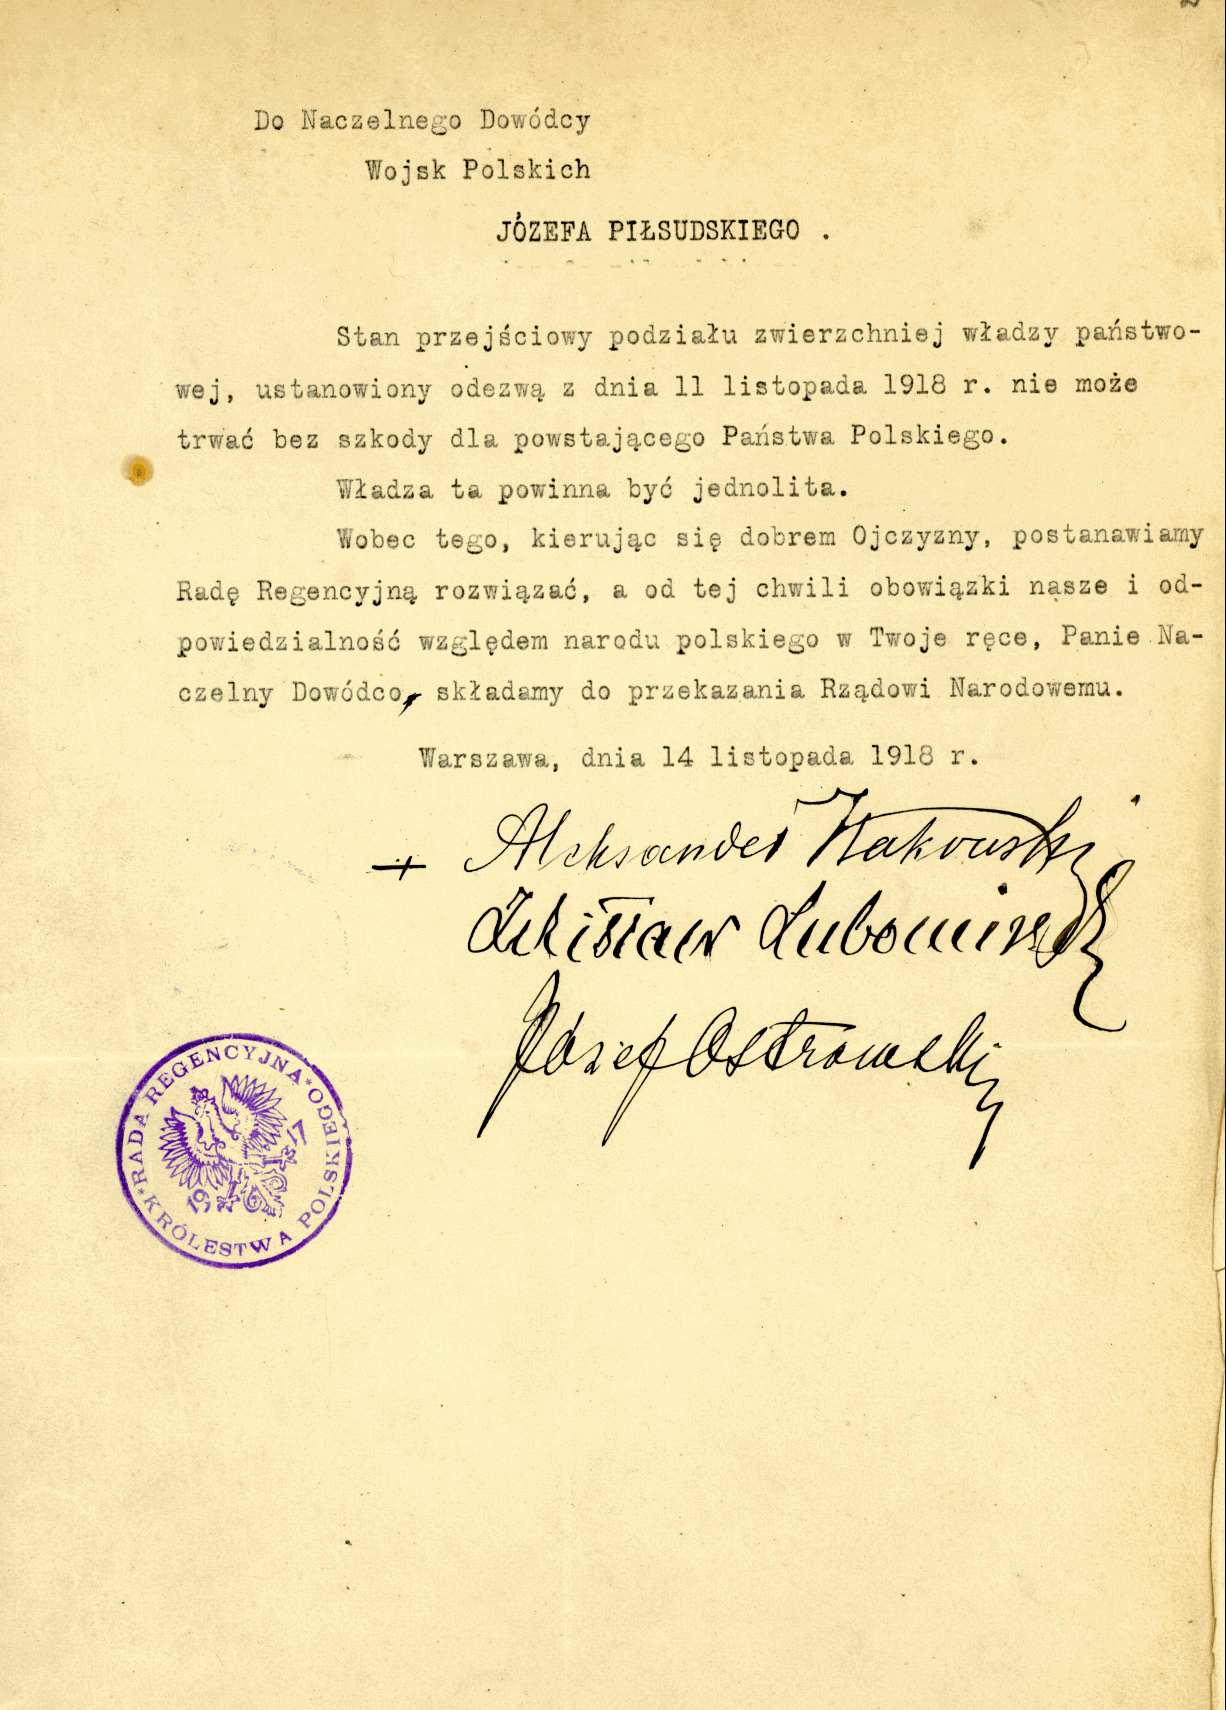 Do Naczelnego Dowódcy
Wojsk Polskich
JÓZEFA PIŁSUDSKIEGO .
Stan przejściowy podziału zwierzchniej władzy państwo-
wej, ustanowiony odezwą z dnia 11 listopada 1918 r. nie może
trwać bez szkody dla powstającego Państwa Polskiego.
Władza ta powinna być jednolita.
Wobec tego, kierując się dobrem Ojczyzny, postanawiamy
Radę Regencyjną rozwiązać, a od tej chwili obowiązki nasze i od-
powiedzialność względem narodu polskiego w Twoje ręce, Panie Na-
czelny Dowódco, składamy do przekazania Rządowi Narodowemu.
Warszawa, dnia 14 listopada 1918 r.
+ Aleksander Kakowski
Zdzisław Lubomirski
Józef Ostrowski
*RADA REGENCYJNA*
KRÓLESTWA POLSKIEGO
1917